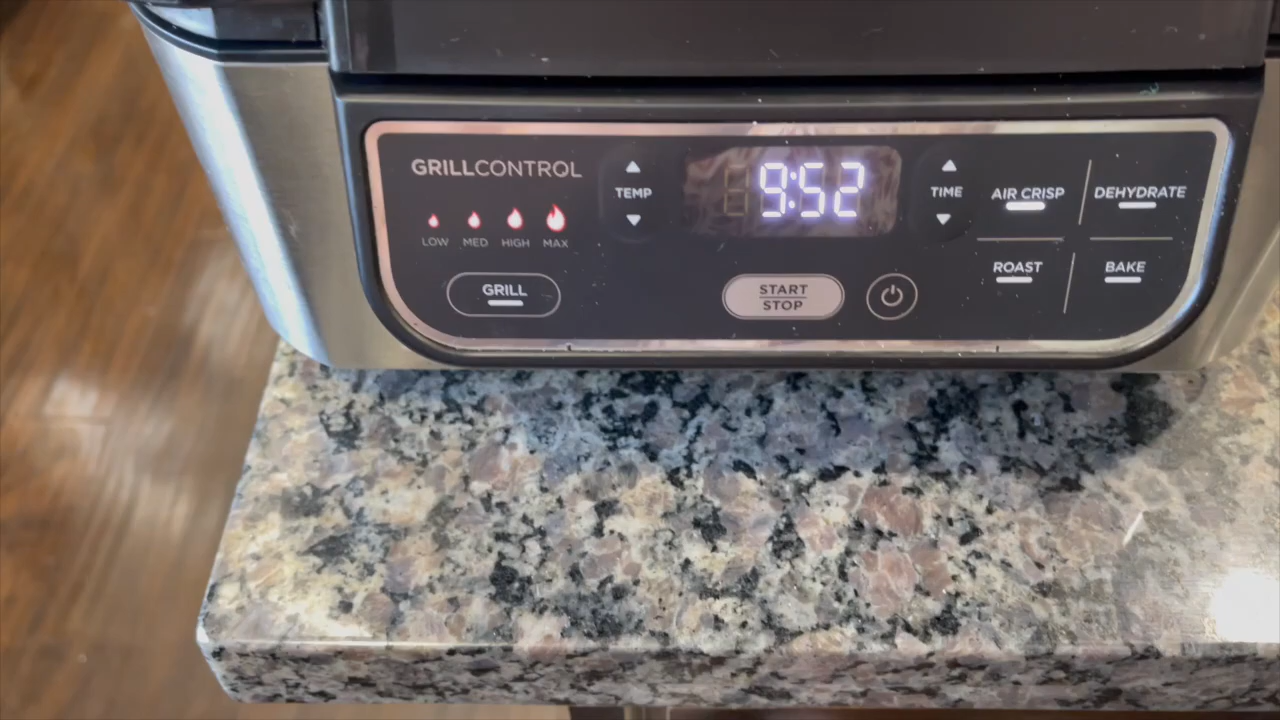 GRILLCONTROL
LOW MED HIGH MAX
GRILL
TEMP
9:52
START
STOP
TIME
AIR CRISP
DEHYDRATE
ROAST
BAKE